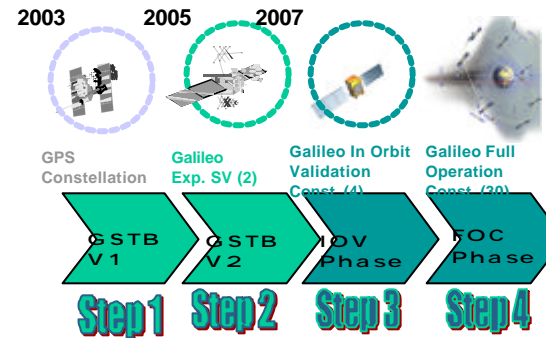 2003
2005
2007
GPS
Constellation
Galileo
Exp. SV (2)
Galileo In Orbit
Validation
Const. (4)
Galileo Full
Operation
Const. (30)
GSTB
V1
GSTB
V2
IOV
Phase
FOC
Phase
Step 1
Step 2
Step 3
Step 4